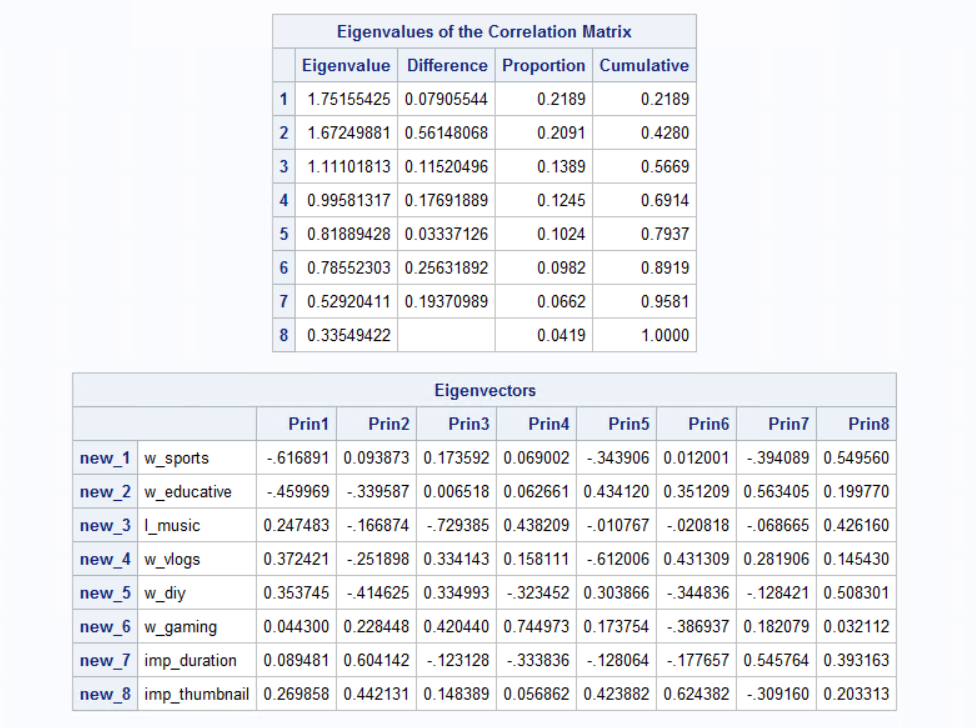 Eigenvalues of the Correlation Matrix
Eigenvalue Difference Proportion Cumulative
1 1.75155425 0.07905544 0.2189 0.2189
2 1.67249881 0.56148068 0.2091 0.4280
3 1.11101813 0.11520496 0.1389 0.5669
4 0.99581317 0.17691889 0.1245 0.6914
5 0.81889428 0.03337126 0.1024 0.7937
6 0.78552303 0.25631892 0.0982 0.8919
7 0.52920411 0.19370989 0.0662 0.9581
8 0.33549422 0.0419 1.0000
Eigenvectors
Prin1 Prin2 Prin3 Prin4 Prin5 Prin6 Prin7 Prin8
new_1 w_sports -.616891 0.093873 0.173592 0.069002 -.343906 0.012001 -.394089 0.549560
new_2 w_educative -.459969 -.339587 0.006518 0.062661 0.434120 0.351209 0.563405 0.199770
new_3 l_music 0.247483 -.166874 -.729385 0.438209 -.010767 -.020818 -.068665 0.426160
new_4 w_vlogs 0.372421 -.251898 0.334143 0.158111 -.612006 0.431309 0.281906 0.145430
new_5 w_diy 0.353745 -.414625 0.334993 -.323452 0.303866 -.344836 -.128421 0.508301
new_6 w_gaming 0.044300 0.228448 0.420440 0.744973 0.173754 -.386937 0.182079 0.032112
new_7 imp_duration 0.089481 0.604142 -.123128 -.333836 -.128064 -.177657 0.545764 0.393163
new_8 imp_thumbnail 0.269858 0.442131 0.148389 0.056862 0.423882 0.624382 -.309160 0.203313